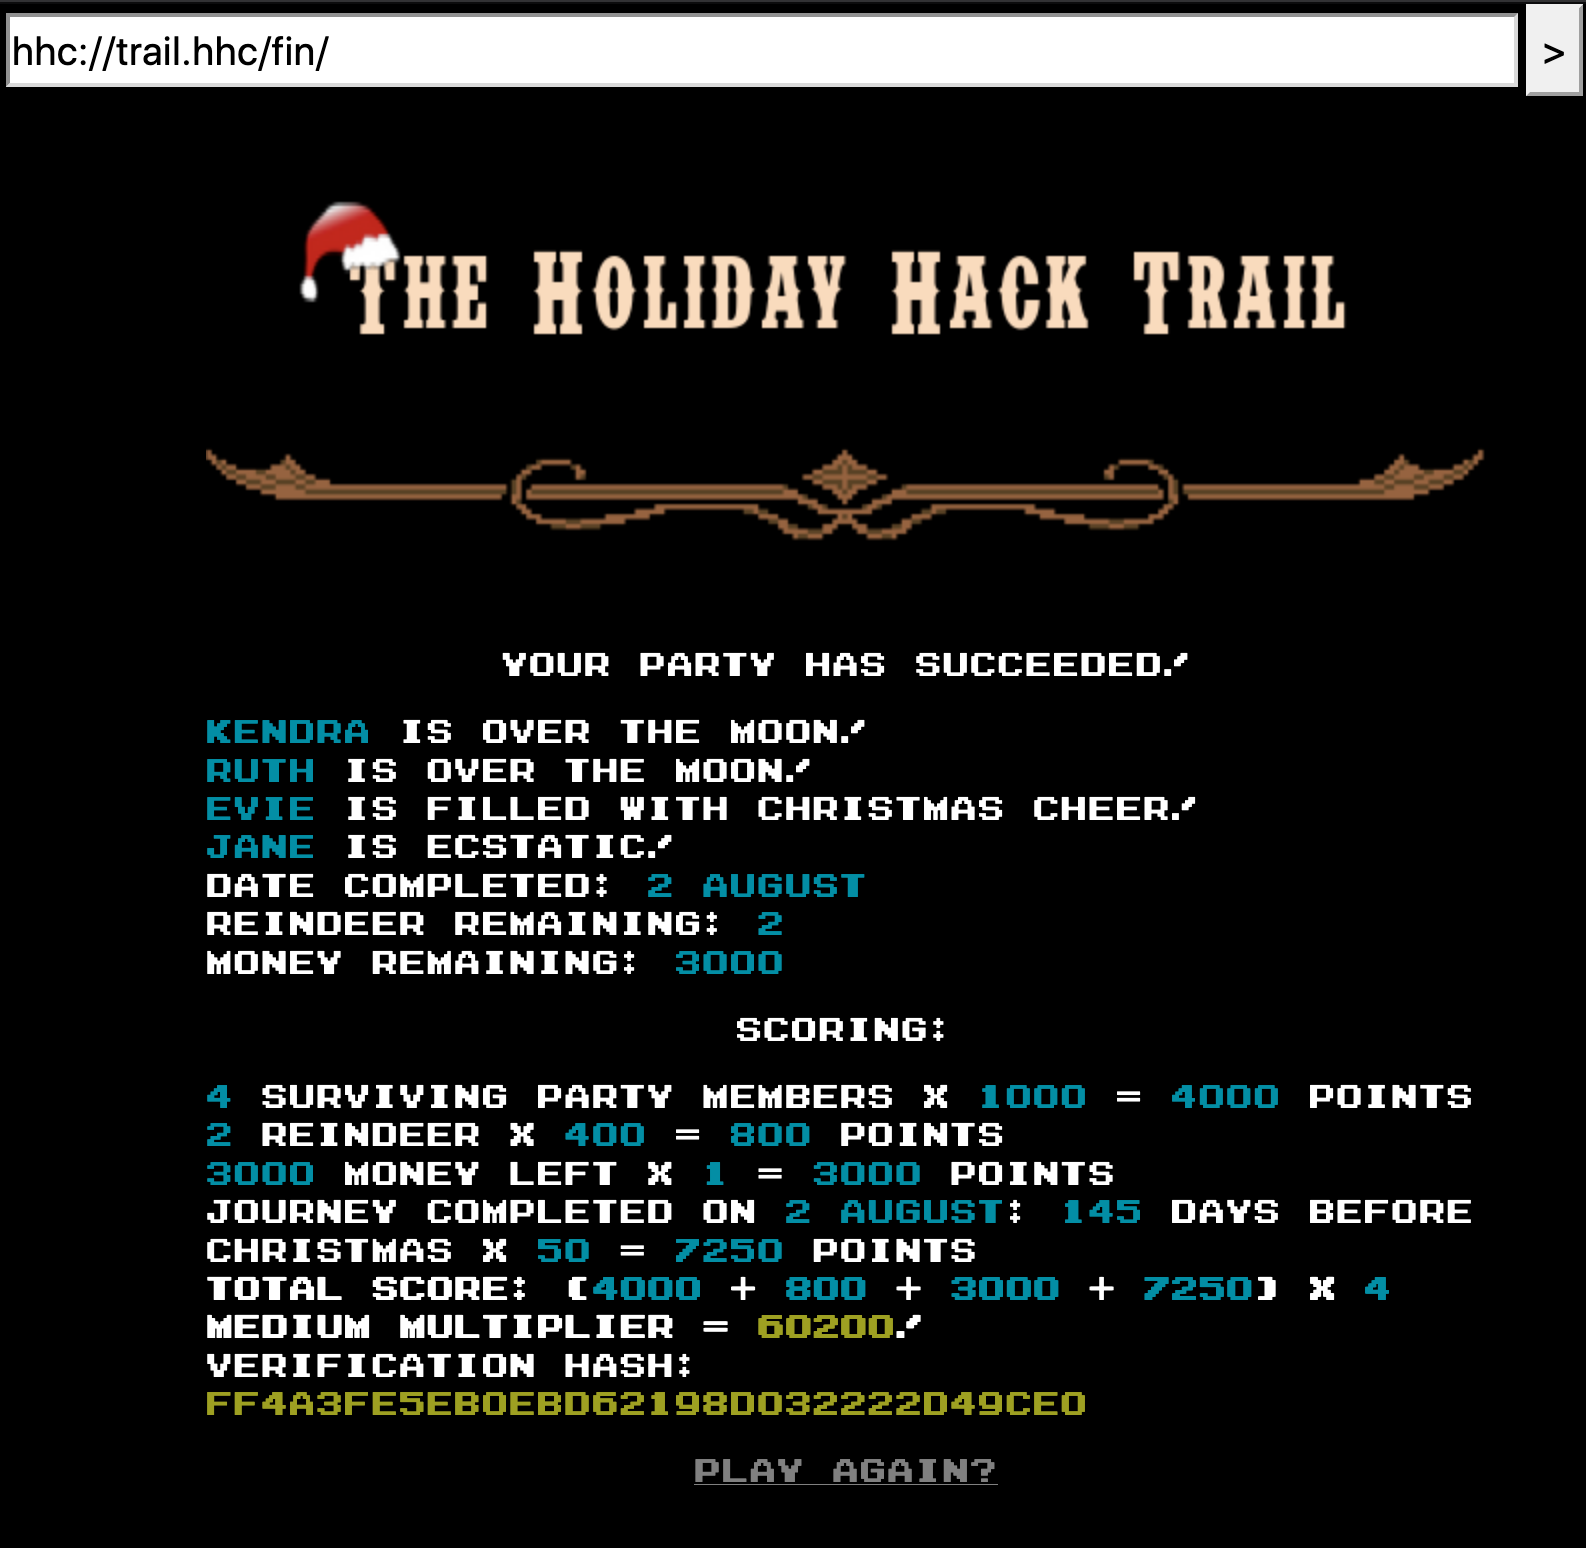 hhc://trail.hhc/fin/
>
THE HOLIDAY HACK TRAIL
YOUR PARTY HAS SUCCEEDED!
KENDRA IS OVER THE MOON!
RUTH IS OVER THE MOON!
EVIE IS FILLED WITH CHRISTMAS CHEER!
JANE IS ECSTATIC!
DATE COMPLETED: 2 AUGUST
REINDEER REMAINING: 2
MONEY REMAINING: 3000
SCORING:
4 SURVIVING PARTY MEMBERS X 1000 = 4000 POINTS
2 REINDEER X 400 = 800 POINTS
3000 MONEY LEFT X 1 = 3000 POINTS
JOURNEY COMPLETED ON 2 AUGUST: 145 DAYS BEFORE
CHRISTMAS X 50 = 7250 POINTS
TOTAL SCORE: (4000 + 800 + 3000 + 7250) X 4
MEDIUM MULTIPLIER = 60200!
VERIFICATION HASH:
FF4A3FE5EB0EBD62198D032222D49CE0
PLAY AGAIN?